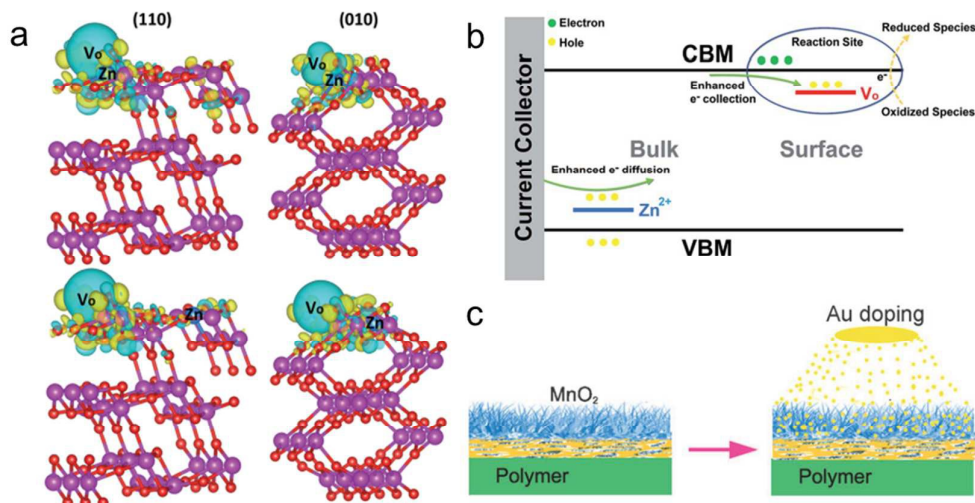 a
(110)
(010)
Vo
Zn
Vo
Zn
Vo
Zn
Vo
Zn
b
Electron
Hole
CBM
Reaction Site
Reduced Species
e⁻
Enhanced
e⁻ collection
Vo
Oxidized Species
Current Collector
Bulk
Surface
Enhanced e⁻ diffusion
Zn²⁺
VBM
c
Au doping
MnO₂
Polymer
Polymer